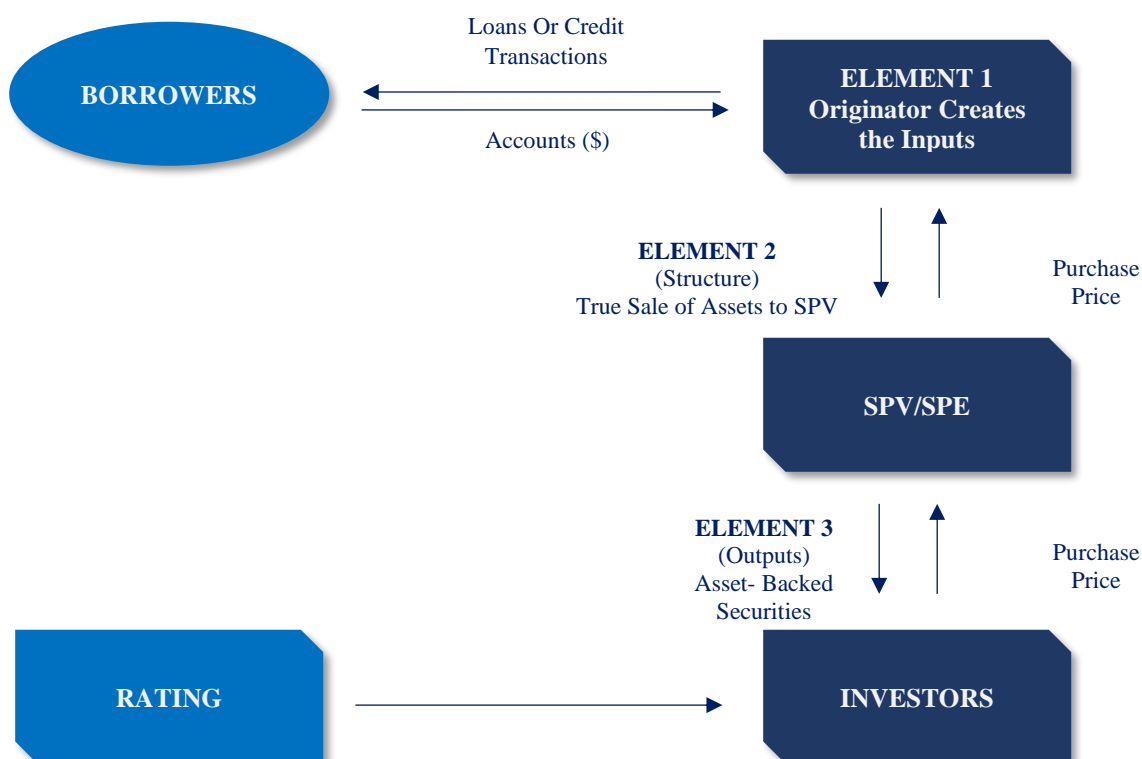 Loans Or Credit
Transactions
BORROWERS
ELEMENT 1
Originator Creates
the Inputs
Accounts ($)
ELEMENT 2
(Structure)
True Sale of Assets to SPV
Purchase
Price
SPV/SPE
ELEMENT 3
(Outputs)
Asset- Backed
Securities
Purchase
Price
RATING
INVESTORS